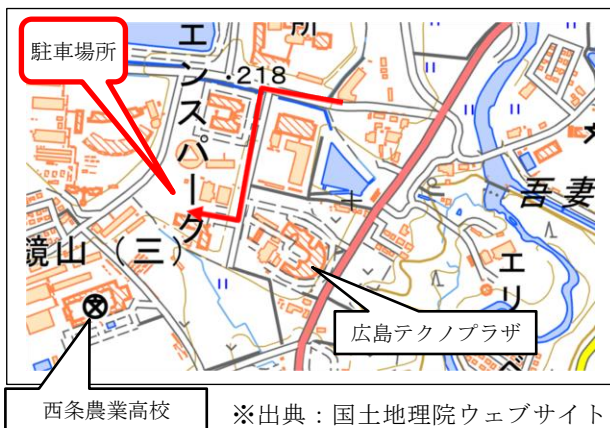 駐車場所
エンスパーク
所
・218
吾妻
鏡山(三)
エリ
広島テクノプラザ
西条農業高校
※出典：国土地理院ウェブサイト